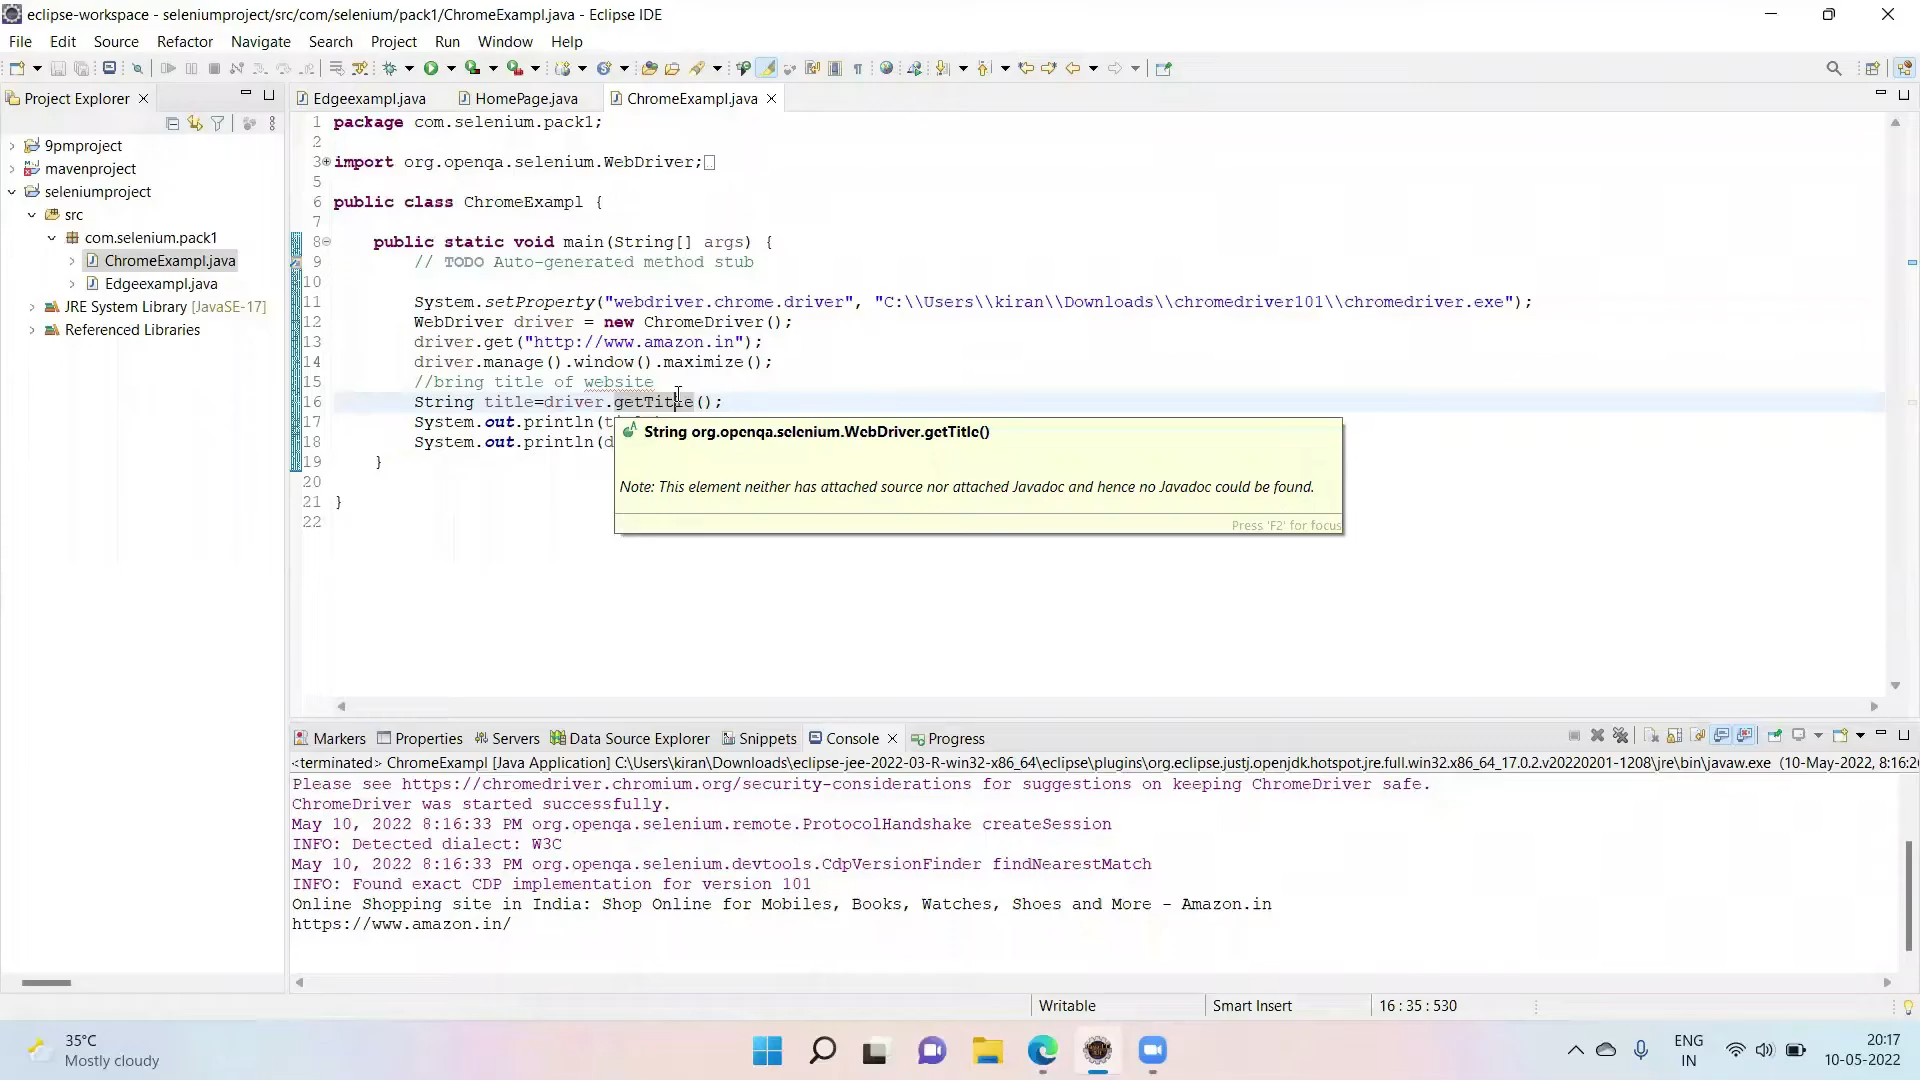 eclipse-workspace - seleniumproject/src/com/selenium/pack1/ChromeExampl.java - Eclipse IDE
File Edit Source Refactor Navigate Search Project Run Window Help
Project Explorer
Edgeexampl.java HomePage.java ChromeExampl.java
9pmproject
mavenproject
seleniumproject
src
com.selenium.pack1
ChromeExampl.java
Edgeexampl.java
JRE System Library [JavaSE-17]
Referenced Libraries
1 package com.selenium.pack1;
2
3 import org.openqa.selenium.WebDriver;
5
6 public class ChromeExampl {
7
8 public static void main(String[] args) {
9 // TODO Auto-generated method stub
10
11 System.setProperty("webdriver.chrome.driver", "C:\\Users\\kiran\\Downloads\\chromedriver101\\chromedriver.exe");
12 WebDriver driver = new ChromeDriver();
13 driver.get("http://www.amazon.in");
14 driver.manage().window().maximize();
15 //bring title of website
16 String title=driver.getTitle();
17 System.out.println(t
18 System.out.println(d
19 }
20
21 }
22
String org.openqa.selenium.WebDriver.getTitle()
Note: This element neither has attached source nor attached Javadoc and hence no Javadoc could be found.
Press 'F2' for focus
Markers Properties Servers Data Source Explorer Snippets Console Progress
<terminated> ChromeExampl [Java Application] C:\Users\kiran\Downloads\eclipse-jee-2022-03-R-win32-x86_64\eclipse\plugins\org.eclipse.justj.openjdk.hotspot.jre.full.win32.x86_64_17.0.2.v20220201-1208\jre\bin\javaw.exe (10-May-2022, 8:16:2
Please see https://chromedriver.chromium.org/security-considerations for suggestions on keeping ChromeDriver safe.
ChromeDriver was started successfully.
May 10, 2022 8:16:33 PM org.openqa.selenium.remote.ProtocolHandshake createSession
INFO: Detected dialect: W3C
May 10, 2022 8:16:33 PM org.openqa.selenium.devtools.CdpVersionFinder findNearestMatch
INFO: Found exact CDP implementation for version 101
Online Shopping site in India: Shop Online for Mobiles, Books, Watches, Shoes and More - Amazon.in
https://www.amazon.in/
Writable Smart Insert 16 : 35 : 530
35°C
Mostly cloudy
ENG
IN
20:17
10-05-2022